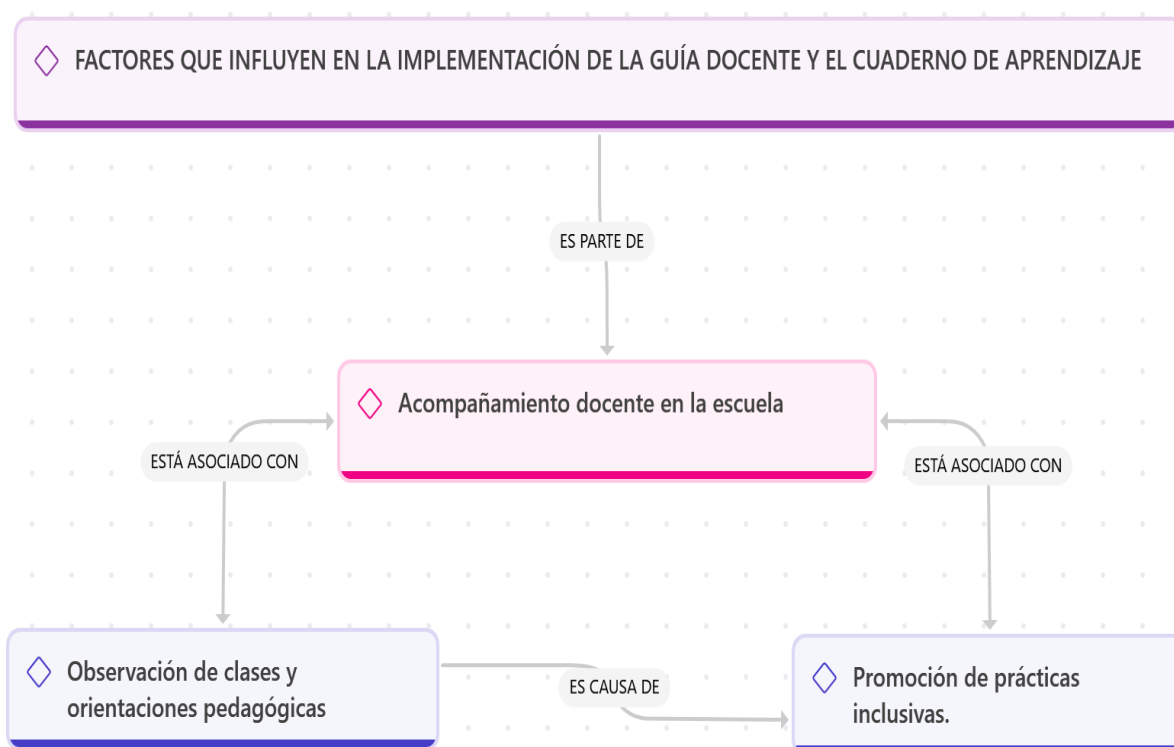 FACTORES QUE INFLUYEN EN LA IMPLEMENTACIÓN DE LA GUÍA DOCENTE Y EL CUADERNO DE APRENDIZAJE
ES PARTE DE
Acompañamiento docente en la escuela
ESTÁ ASOCIADO CON
ESTÁ ASOCIADO CON
Observación de clases y
orientaciones pedagógicas
ES CAUSA DE
Promoción de prácticas
inclusivas.